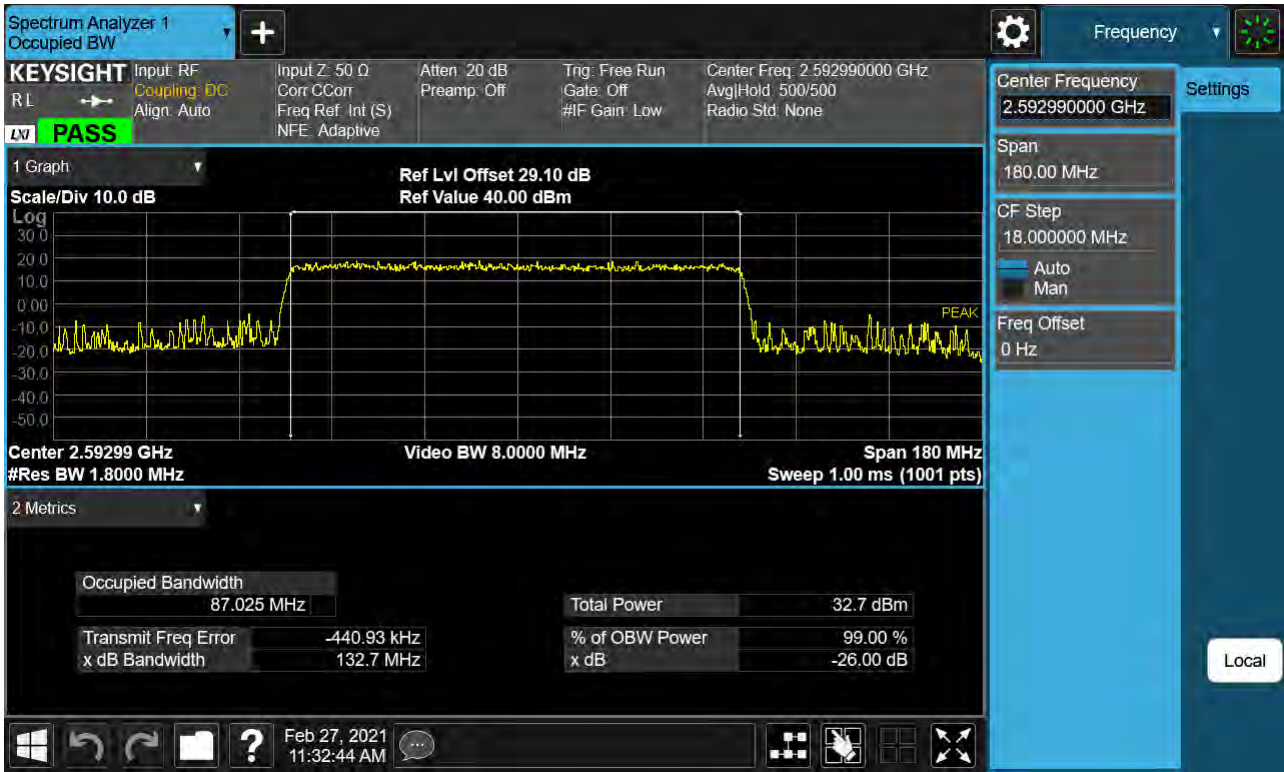 Spectrum Analyzer 1
Occupied BW
+
Frequency
KEYSIGHT
R L
LXI PASS
Input: RF
Coupling: DC
Align: Auto
Input Z: 50 Ω
Corr CCorr
Freq Ref: Int (S)
NFE: Adaptive
Atten: 20 dB
Preamp: Off
Trig: Free Run
Gate: Off
#IF Gain: Low
Center Freq: 2.592990000 GHz
Avg|Hold: 500/500
Radio Std: None
Center Frequency
2.592990000 GHz
Settings
Span
180.00 MHz
CF Step
18.000000 MHz
Auto
Man
Freq Offset
0 Hz
Local
1 Graph
Scale/Div 10.0 dB
Ref Lvl Offset 29.10 dB
Ref Value 40.00 dBm
Log
30.0
20.0
10.0
0.00
-10.0
-20.0
-30.0
-40.0
-50.0
PEAK
Center 2.59299 GHz
#Res BW 1.8000 MHz
Video BW 8.0000 MHz
Span 180 MHz
Sweep 1.00 ms (1001 pts)
2 Metrics
Occupied Bandwidth
87.025 MHz
Transmit Freq Error -440.93 kHz
x dB Bandwidth 132.7 MHz
Total Power 32.7 dBm
% of OBW Power 99.00 %
x dB -26.00 dB
?
Feb 27, 2021
11:32:44 AM